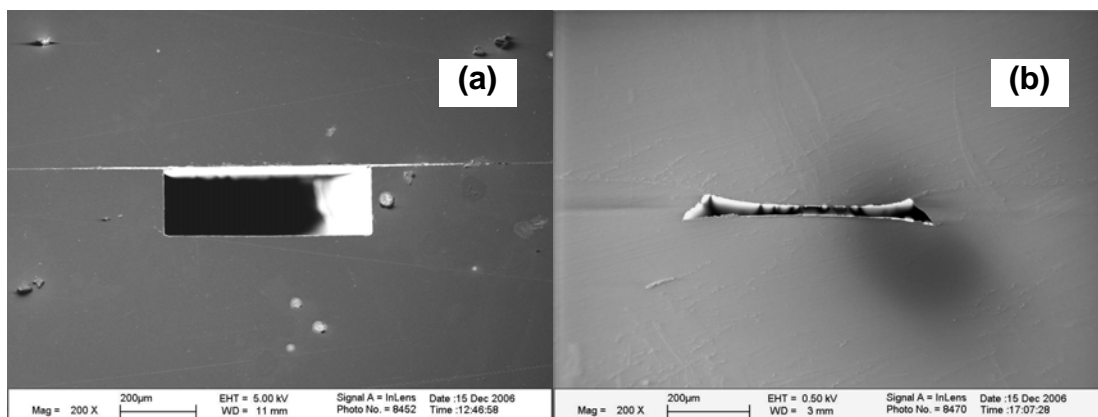 (a)
(b)
200µm
EHT = 5.00 kV
Signal A = InLens
Date :15 Dec 2006
Mag = 200 X
WD = 11 mm
Photo No. = 8452
Time :12:46:58
200µm
EHT = 0.50 kV
Signal A = InLens
Date :15 Dec 2006
Mag = 200 X
WD = 3 mm
Photo No. = 8470
Time :17:07:28